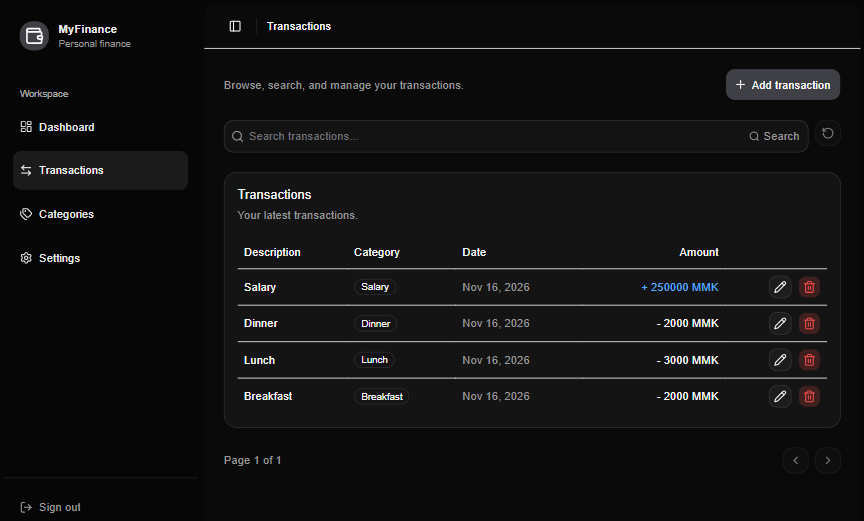 MyFinance
Personal finance
Workspace
Dashboard
Transactions
Categories
Settings
Sign out
Transactions
Browse, search, and manage your transactions.
Add transaction
Search transactions...
Search
Transactions
Your latest transactions.
Description Category Date Amount
Salary Salary Nov 16, 2026 + 250000 MMK
Dinner Dinner Nov 16, 2026 - 2000 MMK
Lunch Lunch Nov 16, 2026 - 3000 MMK
Breakfast Breakfast Nov 16, 2026 - 2000 MMK
Page 1 of 1